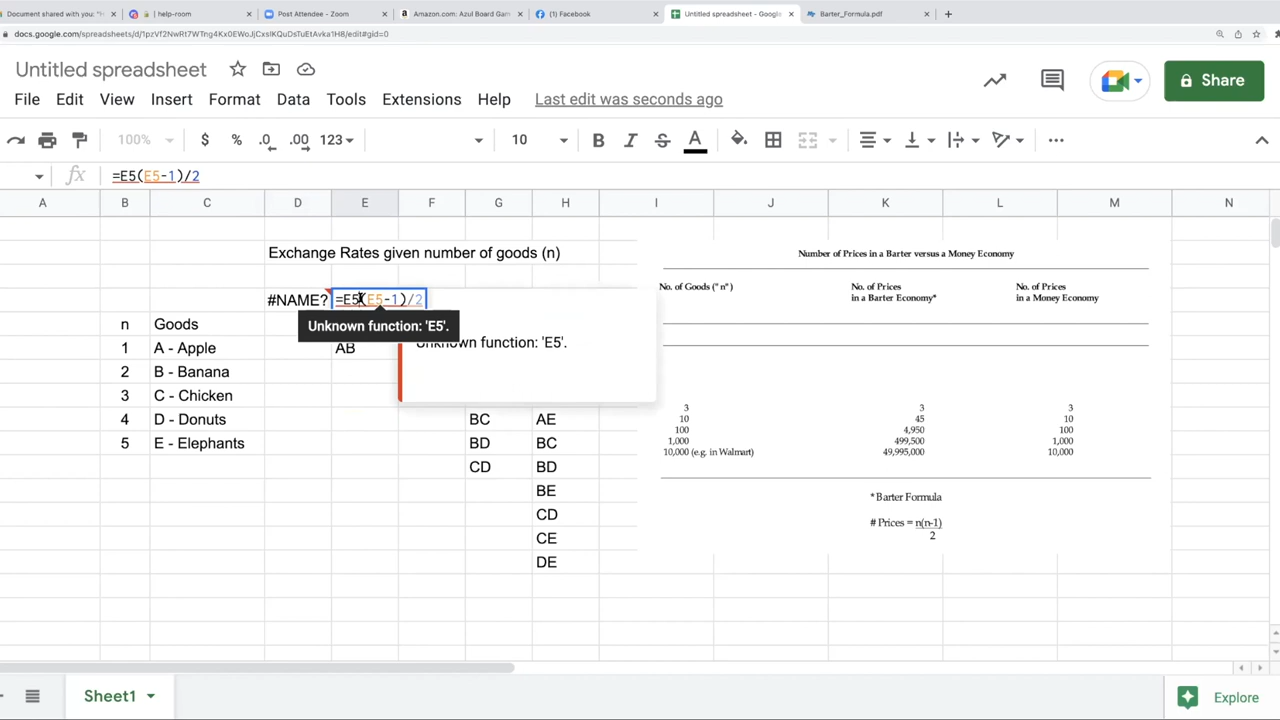 Document shared with you: "H
help-room
Post Attendee - Zoom
Amazon.com: Azul Board Gam
(1) Facebook
Untitled spreadsheet - Google
Barter_Formula.pdf
docs.google.com/spreadsheets/d/1pzVf2NwRt7WTng4Kx0EWoJjCxsIKQuDsTuEtAvka1H8/edit#gid=0
Untitled spreadsheet
Share
File Edit View Insert Format Data Tools Extensions Help Last edit was seconds ago
100% $ % .0 .00 123 10 B I S A
fx =E5(E5-1)/2
A B C D E F G H I J K L M N
Exchange Rates given number of goods (n)
Number of Prices in a Barter versus a Money Economy
No. of Goods ("n")
No. of Prices
in a Barter Economy*
No. of Prices
in a Money Economy
#NAME? =E5(E5-1)/2
Unknown function: 'E5'.
Unknown function: 'E5'.
n Goods
1 A - Apple AB
2 B - Banana
3 C - Chicken
4 D - Donuts BC AE
5 E - Elephants BD BC
CD BD
BE
CD
CE
DE
3 3 3
10 45 10
100 4,950 100
1,000 499,500 1,000
10,000 (e.g. in Walmart) 49,995,000 10,000
* Barter Formula
# Prices = n(n-1)
2
Sheet1
Explore